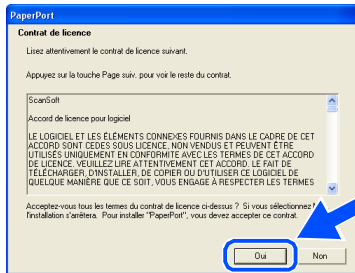 PaperPort
Contrat de licence
Lisez attentivement le contrat de licence suivant.
Appuyez sur la touche Page suiv. pour voir le reste du contrat.
ScanSoft
Accord de licence pour logiciel
LE LOGICIEL ET LES ÉLÉMENTS CONNEXES FOURNIS DANS LE CADRE DE CET
ACCORD SONT CEDES SOUS LICENCE, NON VENDUS ET PEUVENT ÊTRE
UTILISÉS UNIQUEMENT EN CONFORMITE AVEC LES TERMES DE CET ACCORD
DE LICENCE. VEUILLEZ LIRE ATTENTIVEMENT CET ACCORD. LE FAIT DE
TÉLÉCHARGER, D'INSTALLER, DE COPIER OU D'UTILISER CE LOGICIEL DE
QUELQUE MANIÈRE QUE CE SOIT, VOUS ENGAGE À RESPECTER LES TERMES
Acceptez-vous tous les termes du contrat de licence ci-dessus ? Si vous sélectionnez
l'installation s'arrêtera. Pour installer "PaperPort", vous devez accepter ce contrat.
Oui
Non